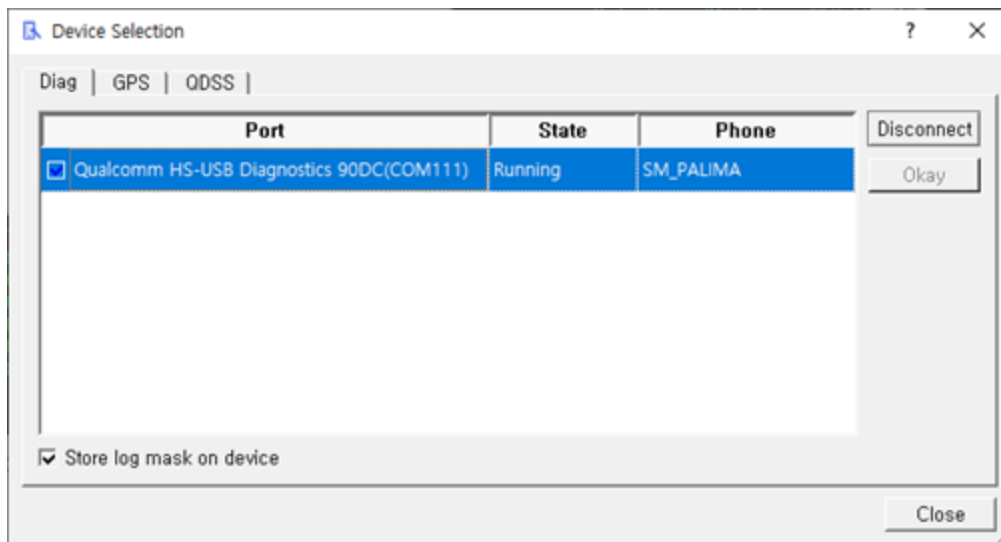 Device Selection ? ×
Diag | GPS | QDSS |
Port State Phone
Qualcomm HS-USB Diagnostics 90DC(COM111) Running SM_PALIMA
Disconnect
Okay
Store log mask on device
Close